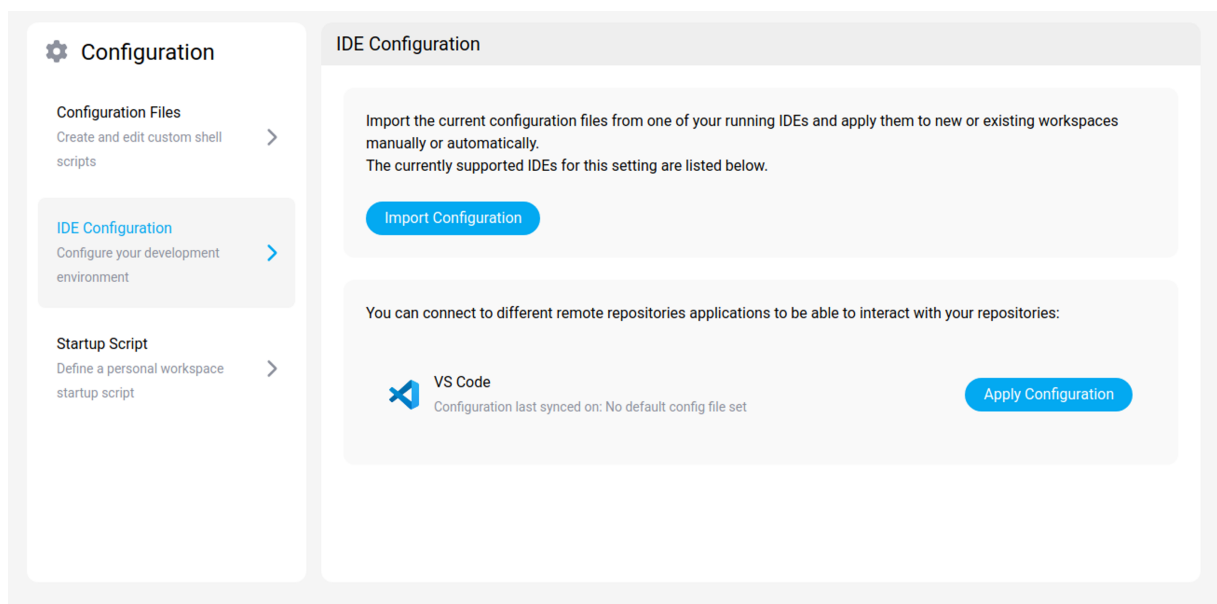 Configuration
Configuration Files
Create and edit custom shell
scripts
IDE Configuration
Configure your development
environment
Startup Script
Define a personal workspace
startup script
IDE Configuration
Import the current configuration files from one of your running IDEs and apply them to new or existing workspaces
manually or automatically.
The currently supported IDEs for this setting are listed below.
Import Configuration
You can connect to different remote repositories applications to be able to interact with your repositories:
VS Code
Configuration last synced on: No default config file set
Apply Configuration